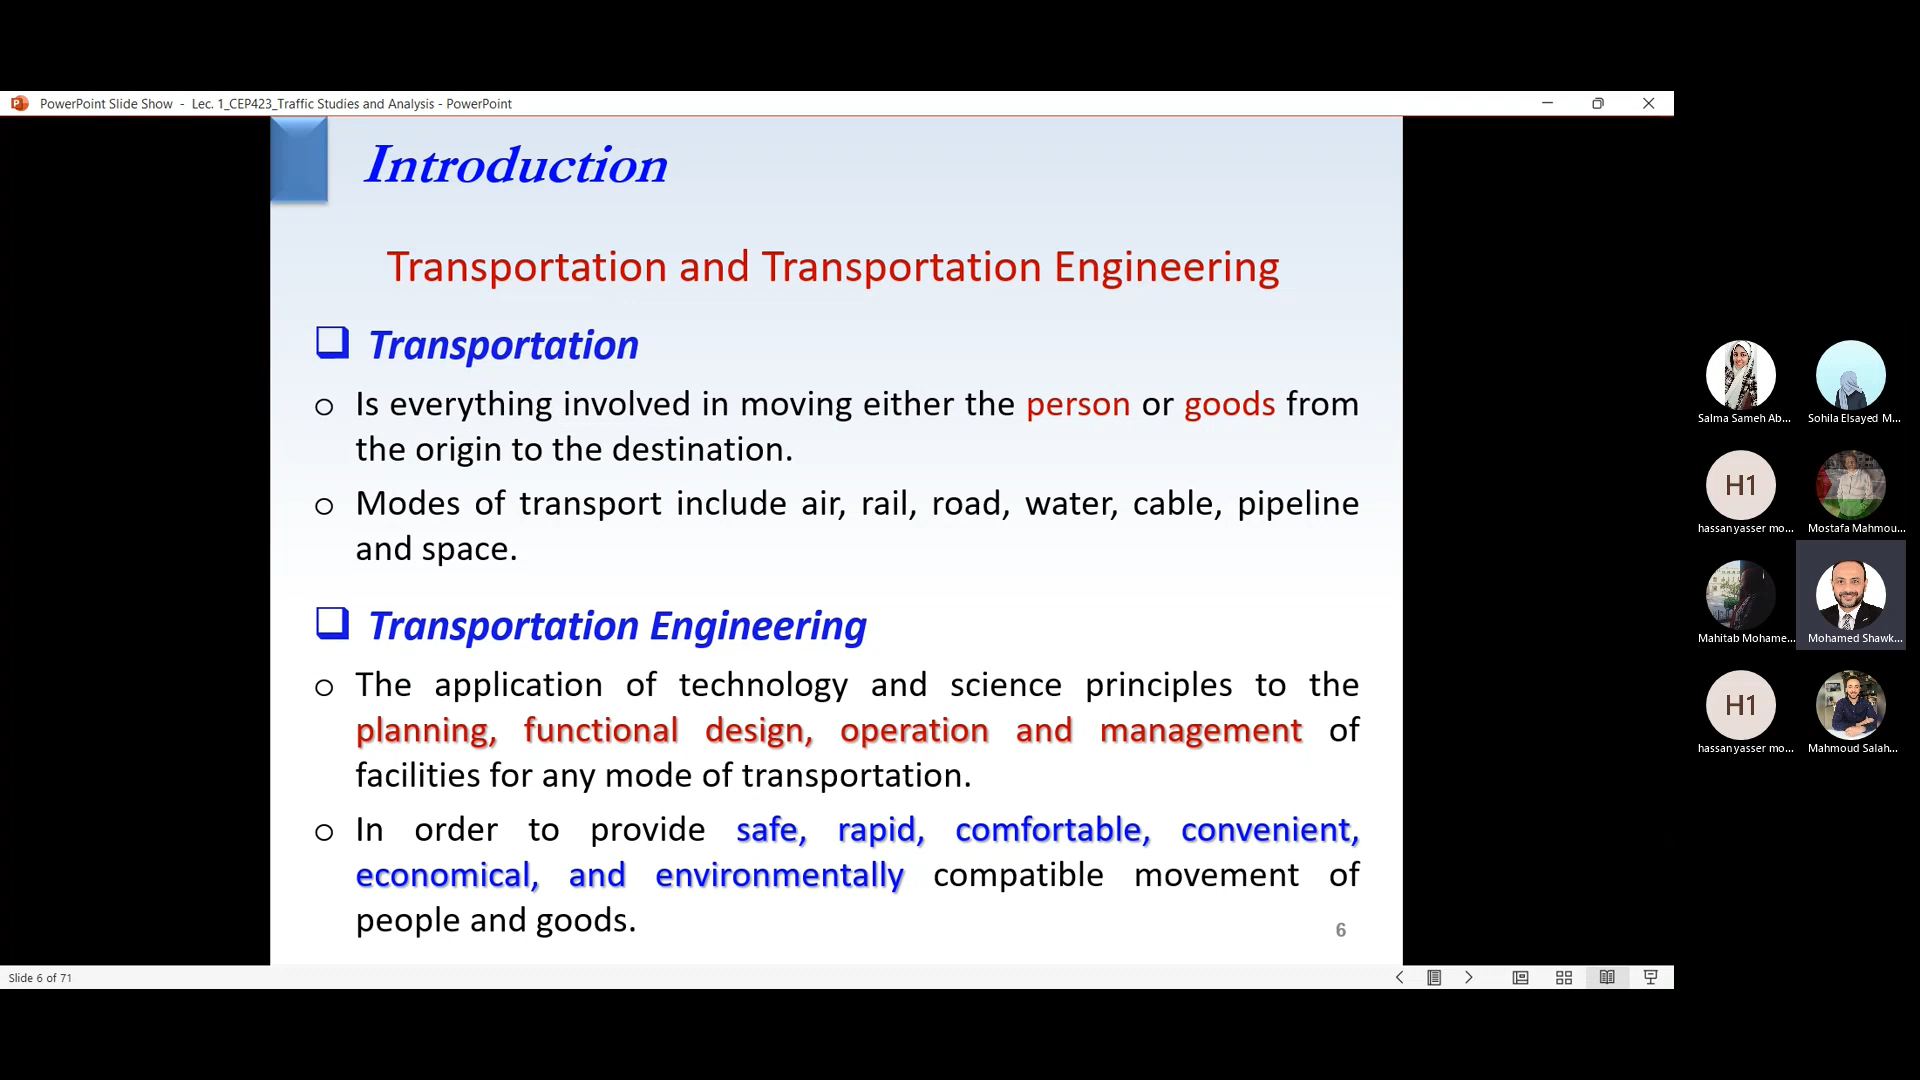 PowerPoint Slide Show - Lec. 1_CEP423_Traffic Studies and Analysis - PowerPoint
Introduction
Transportation and Transportation Engineering
Transportation
Is everything involved in moving either the person or goods from
the origin to the destination.
Modes of transport include air, rail, road, water, cable, pipeline
and space.
Transportation Engineering
The application of technology and science principles to the
planning, functional design, operation and management of
facilities for any mode of transportation.
In order to provide safe, rapid, comfortable, convenient,
economical, and environmentally compatible movement of
people and goods.
6
Slide 6 of 71
Salma Sameh Ab...
Sohila Elsayed M...
H1
hassan yasser mo...
Mostafa Mahmou...
Mahitab Mohame...
Mohamed Shawk...
H1
hassan yasser mo...
Mahmoud Salah...